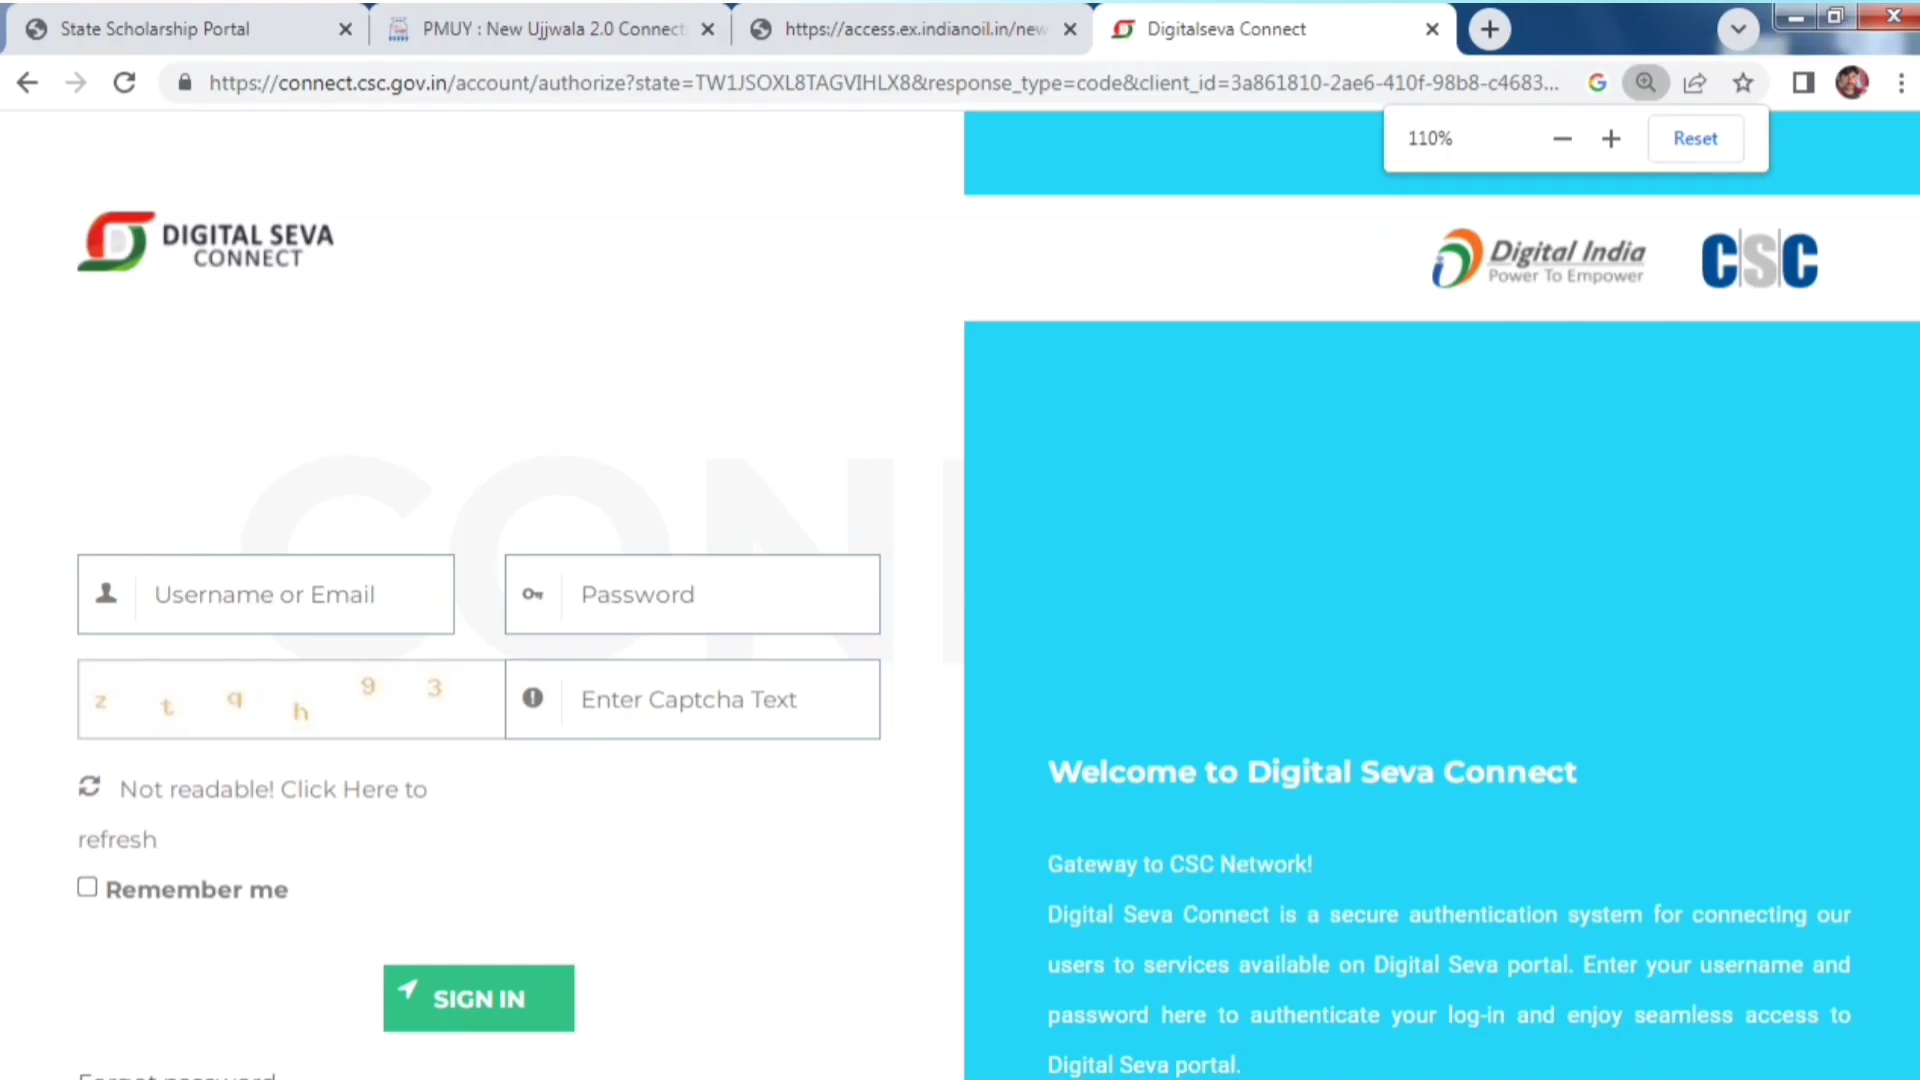 State Scholarship Portal
PMUY : New Ujjwala 2.0 Connect
https://access.ex.indianoil.in/new
Digitalseva Connect
https://connect.csc.gov.in/account/authorize?state=TW1JSOXL8TAGVIHLX8&response_type=code&client_id=3a861810-2ae6-410f-98b8-c4683...
110%
Reset
DIGITAL SEVA
CONNECT
Digital India
Power To Empower
CSC
CONN
Username or Email
Password
z t q h 9 3
Enter Captcha Text
Not readable! Click Here to
refresh
Remember me
SIGN IN
Forgot password
Welcome to Digital Seva Connect
Gateway to CSC Network!
Digital Seva Connect is a secure authentication system for connecting our
users to services available on Digital Seva portal. Enter your username and
password here to authenticate your log-in and enjoy seamless access to
Digital Seva portal.